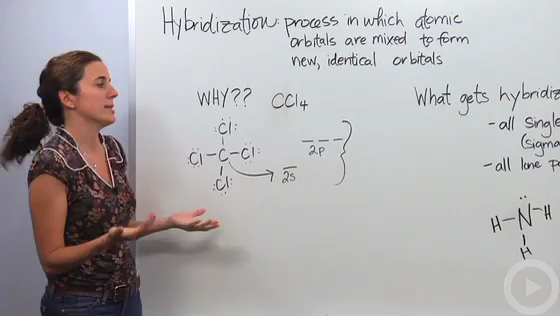 Hybridization: process in which atomic
orbitals are mixed to form
new, identical orbitals
WHY?? CCl4
:Cl:
:Cl-C-Cl:
:Cl:
2s
2p
What gets hybridiz
-all single
(sigma
-all lone p
H-N-H
H